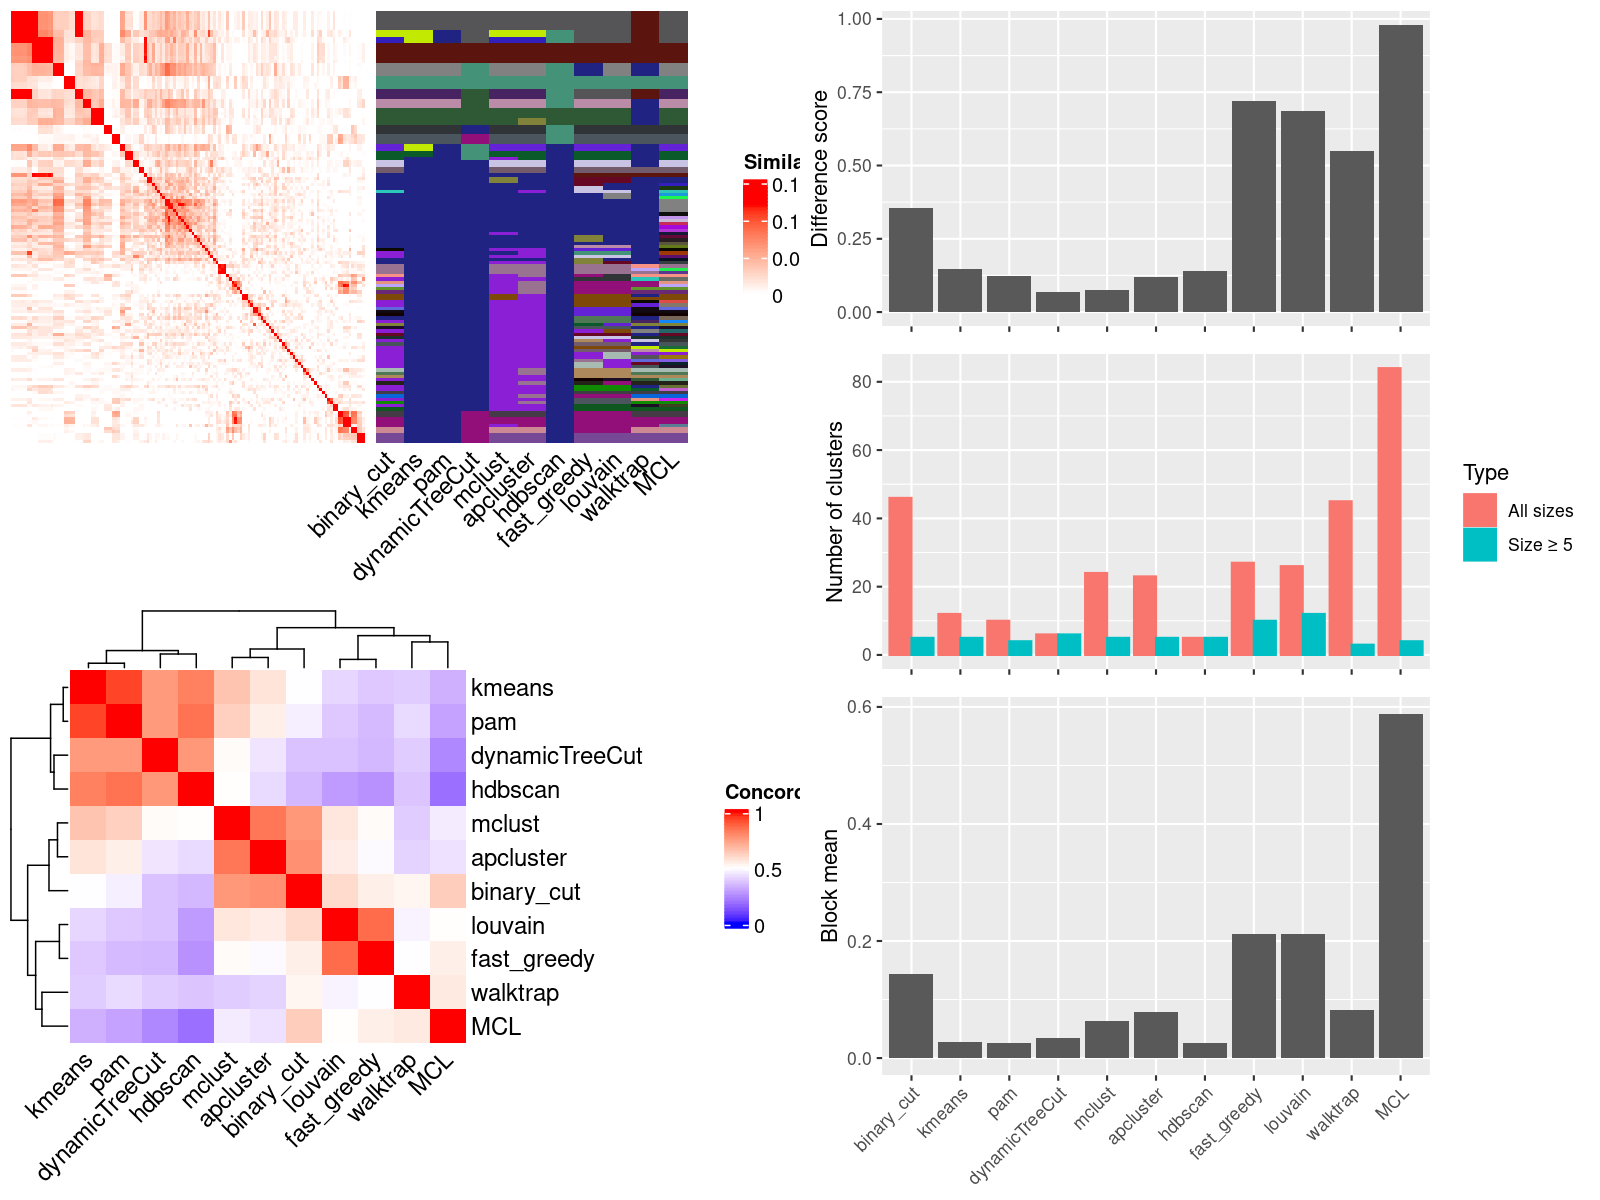 Simila
0.1
0.1
0.0
0
binary_cut
kmeans
pam
dynamicTreeCut
mclust
apcluster
hdbscan
fast_greedy
louvain
walktrap
MCL
kmeans
pam
dynamicTreeCut
hdbscan
mclust
apcluster
binary_cut
louvain
fast_greedy
walktrap
MCL
kmeans
pam
dynamicTreeCut
hdbscan
mclust
apcluster
binary_cut
louvain
fast_greedy
walktrap
MCL
Concord
1
0.5
0
Difference score
1.00
0.75
0.50
0.25
0.00
Number of clusters
80
60
40
20
0
Type
All sizes
Size ≥ 5
Block mean
0.6
0.4
0.2
0.0
binary_cut
kmeans
pam
dynamicTreeCut
mclust
apcluster
hdbscan
fast_greedy
louvain
walktrap
MCL